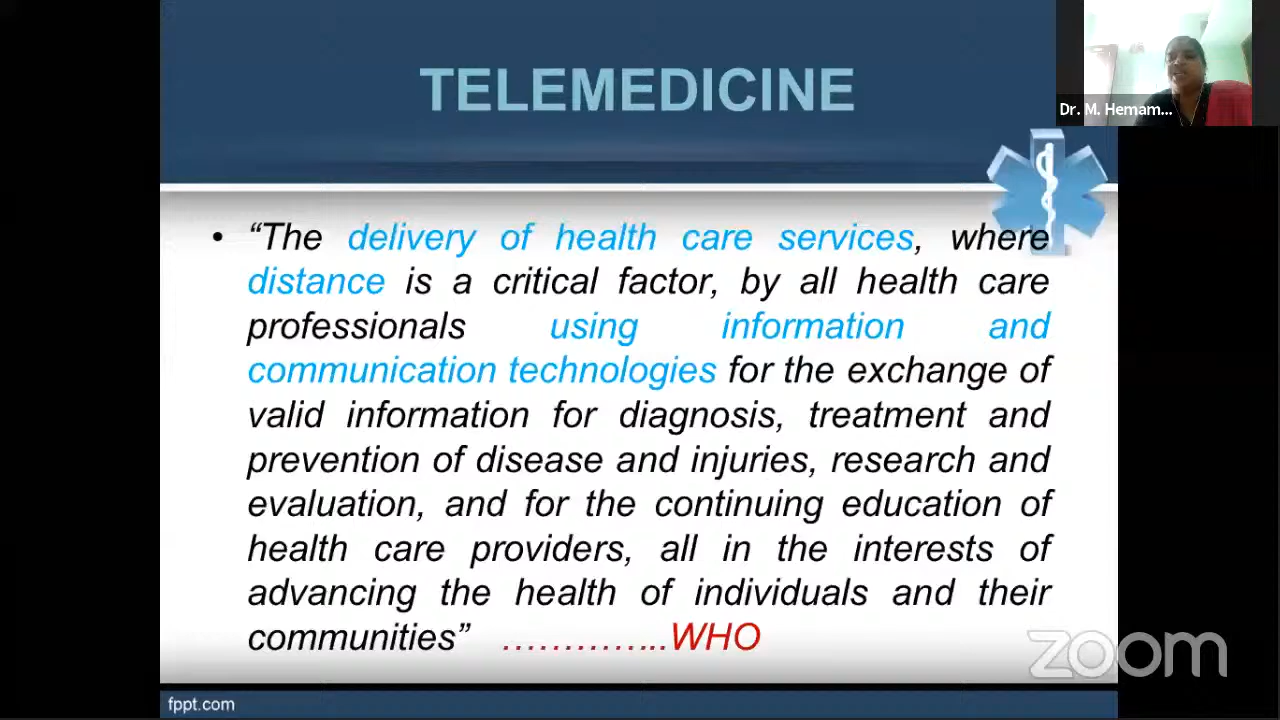 TELEMEDICINE
Dr. M. Hemam...
• “The delivery of health care services, where
distance is a critical factor, by all health care
professionals using information and
communication technologies for the exchange of
valid information for diagnosis, treatment and
prevention of disease and injuries, research and
evaluation, and for the continuing education of
health care providers, all in the interests of
advancing the health of individuals and their
communities” …………..WHO
zoom
fppt.com